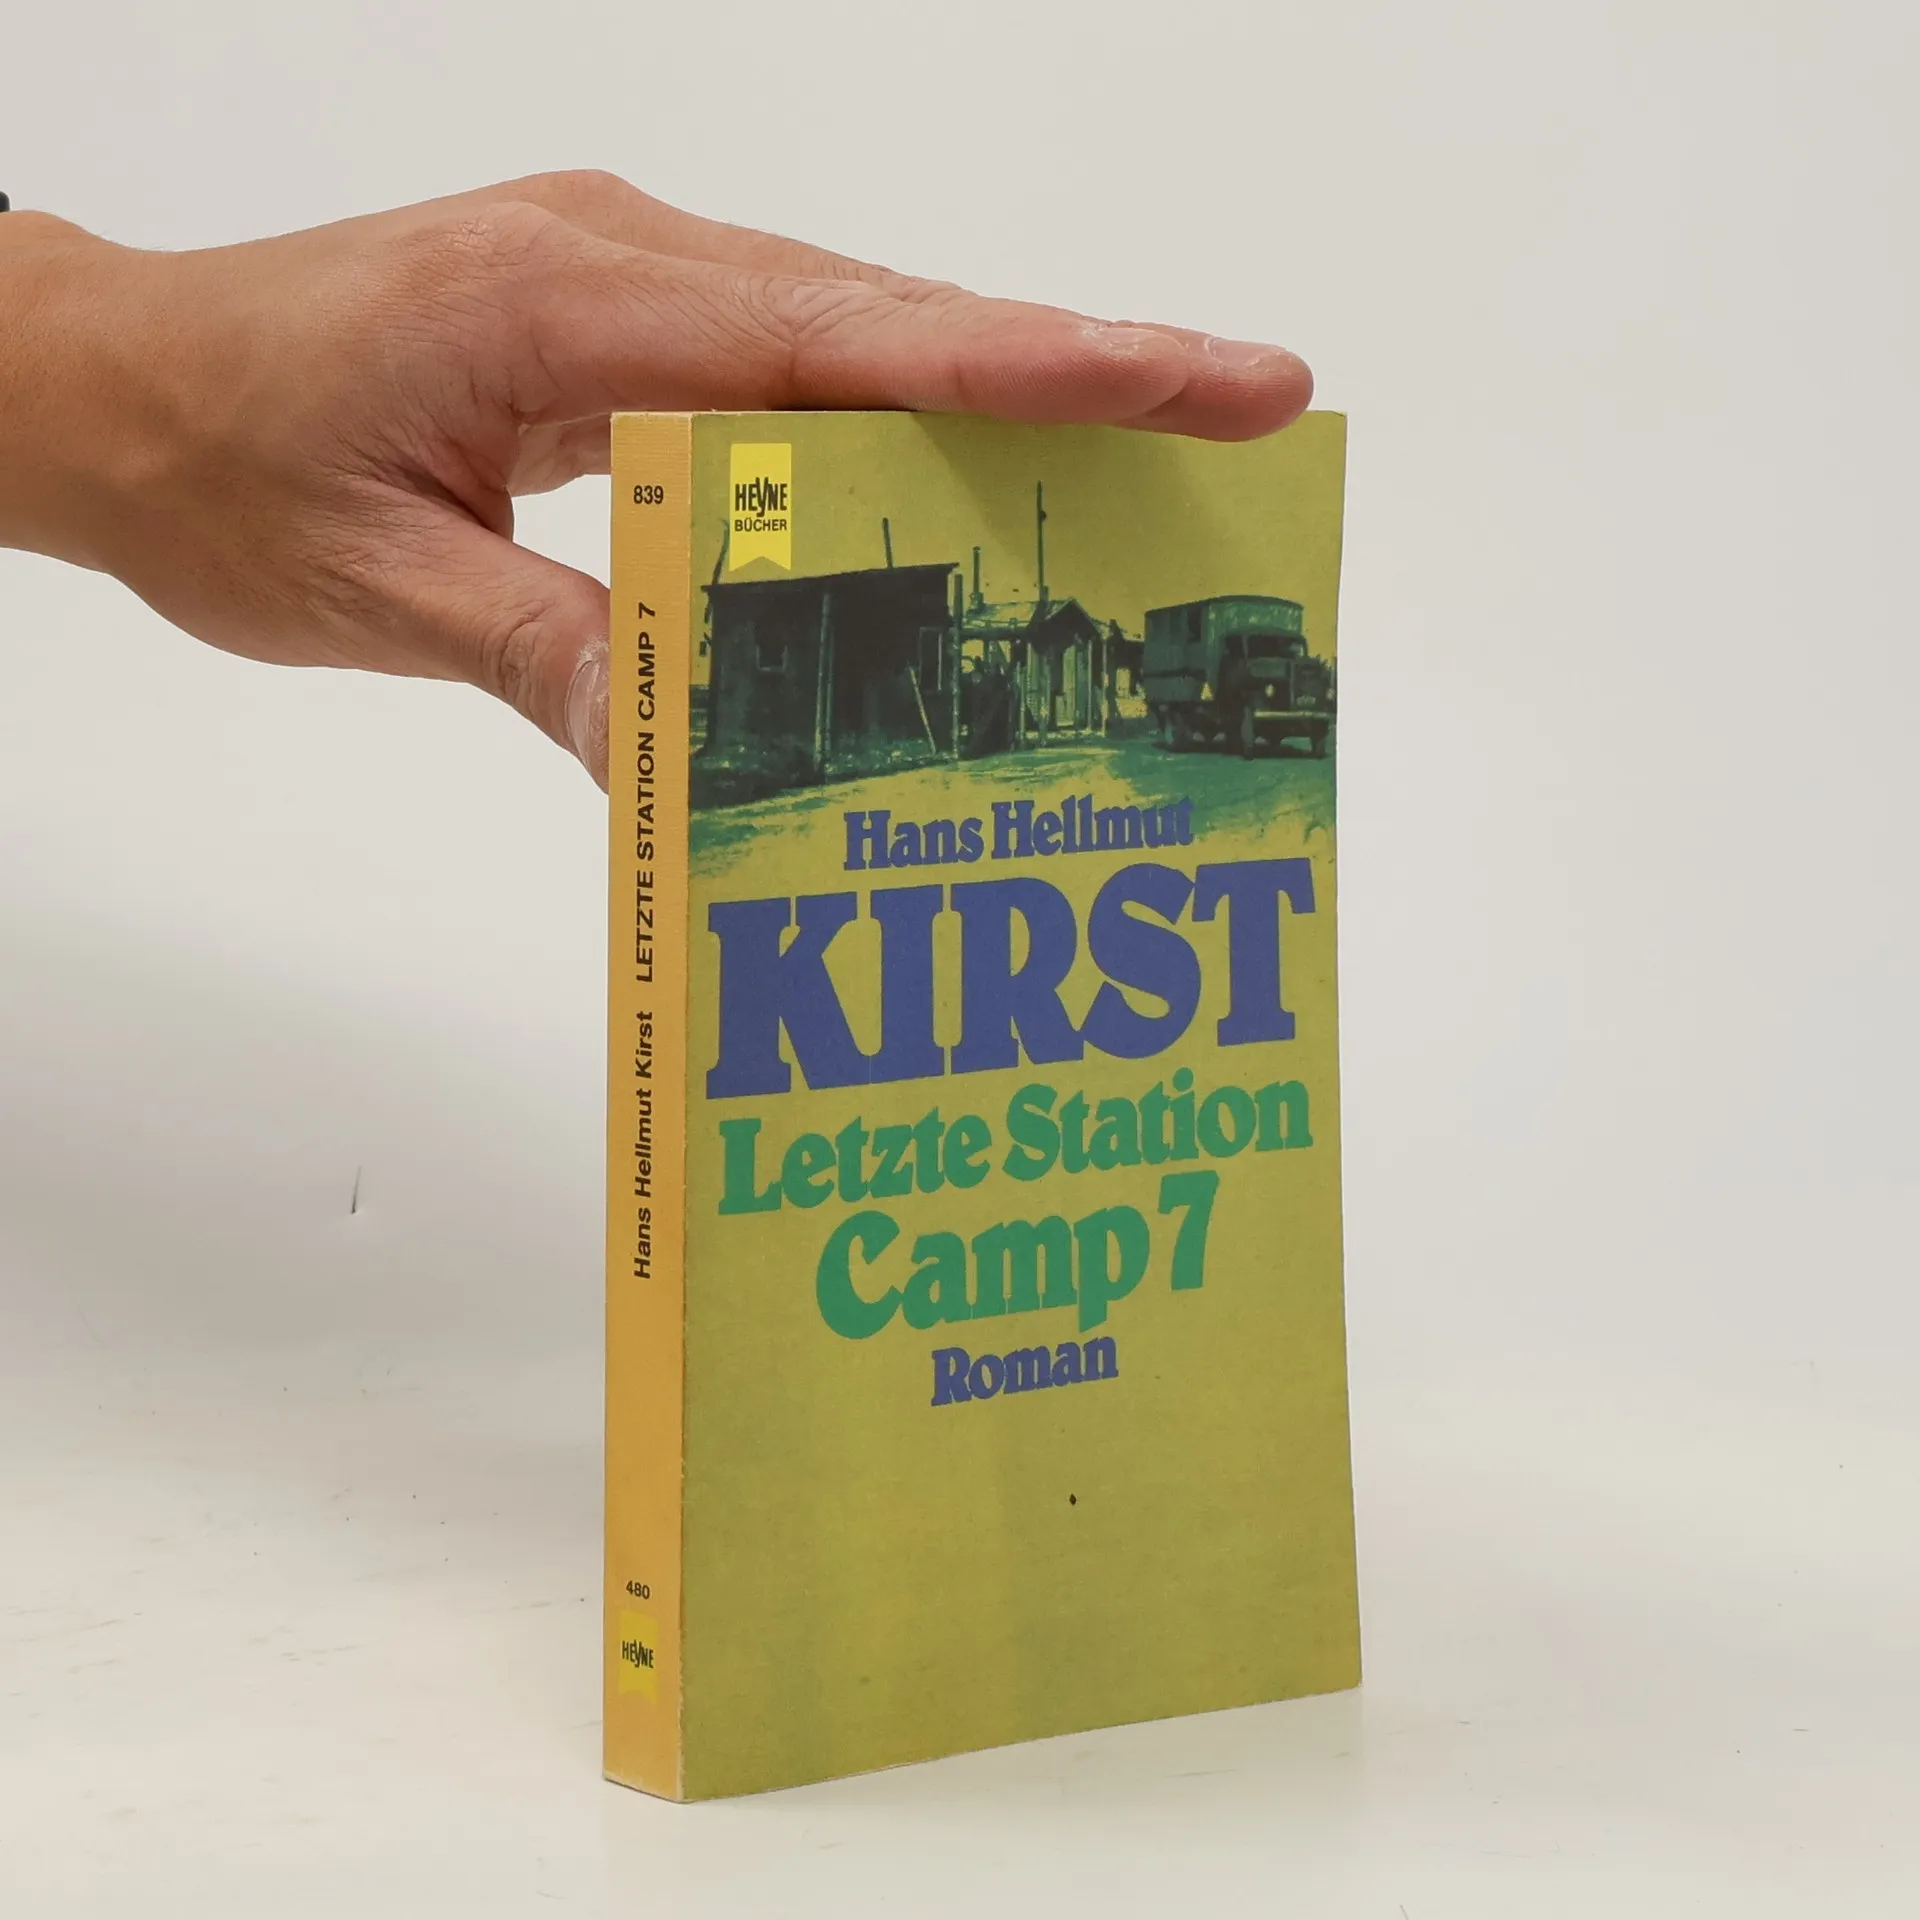 839
Hans Hellmut Kirst LETZTE STATION CAMP 7
480
HEYNE
HEYNE
BÜCHER
Hans Hellmut
KIRST
Letzte Station
Camp 7
Roman